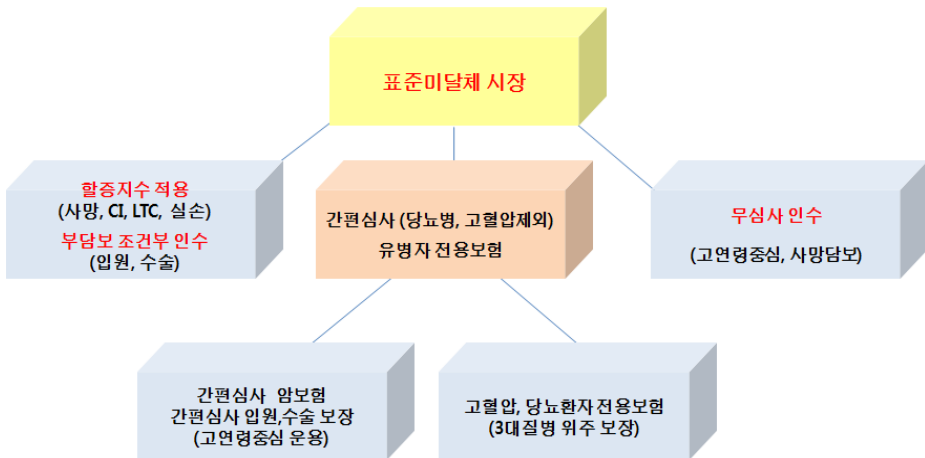 표준미달체 시장
할증지수 적용
(사망, CI, LTC, 실손)
부담보 조건부 인수
(입원, 수술)
간편심사 (당뇨병, 고혈압제외)
유병자 전용보험
무심사 인수
(고연령중심, 사망담보)
간편심사 암보험
간편심사 입원,수술 보장
(고연령중심 운용)
고혈압, 당뇨환자 전용보험
(3대질병 위주 보장)